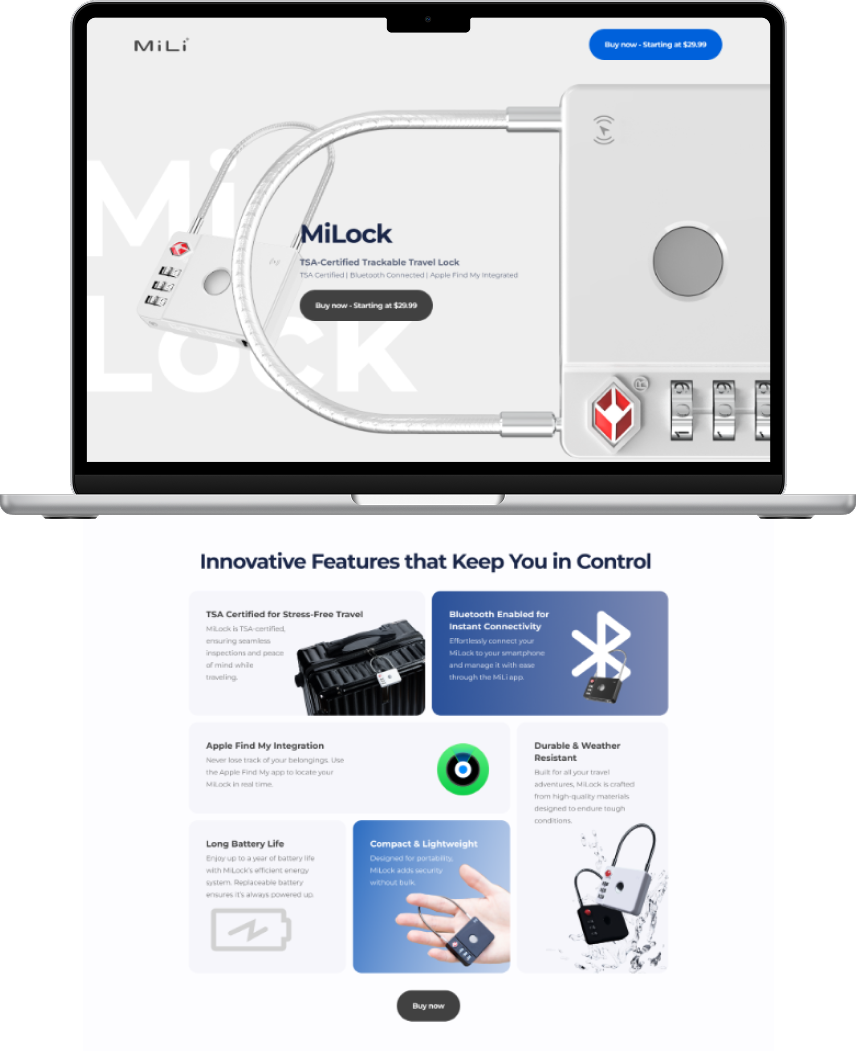 MiLi
Buy now - Starting at $29.99
Mi
Lock
MiLock
TSA-Certified Trackable Travel Lock
TSA Certified | Bluetooth Connected | Apple Find My Integrated
Buy now - Starting at $29.99
Innovative Features that Keep You in Control
TSA Certified for Stress-Free Travel
MiLock is TSA-certified,
ensuring seamless
inspections and peace
of mind while
traveling.
Bluetooth Enabled for
Instant Connectivity
Effortlessly connect your
MiLock to your smartphone
and manage it with ease
through the MiLi app.
Apple Find My Integration
Never lose track of your belongings. Use
the Apple Find My app to locate your
MiLock in real time.
Durable & Weather
Resistant
Built for all your travel
adventures, MiLock is crafted
from high-quality materials
designed to endure tough
conditions.
Long Battery Life
Enjoy up to a year of battery life
with MiLock's efficient energy
system. Replaceable battery
ensures it's always powered up.
Compact & Lightweight
Designed for portability,
MiLock adds security
without bulk.
Buy now